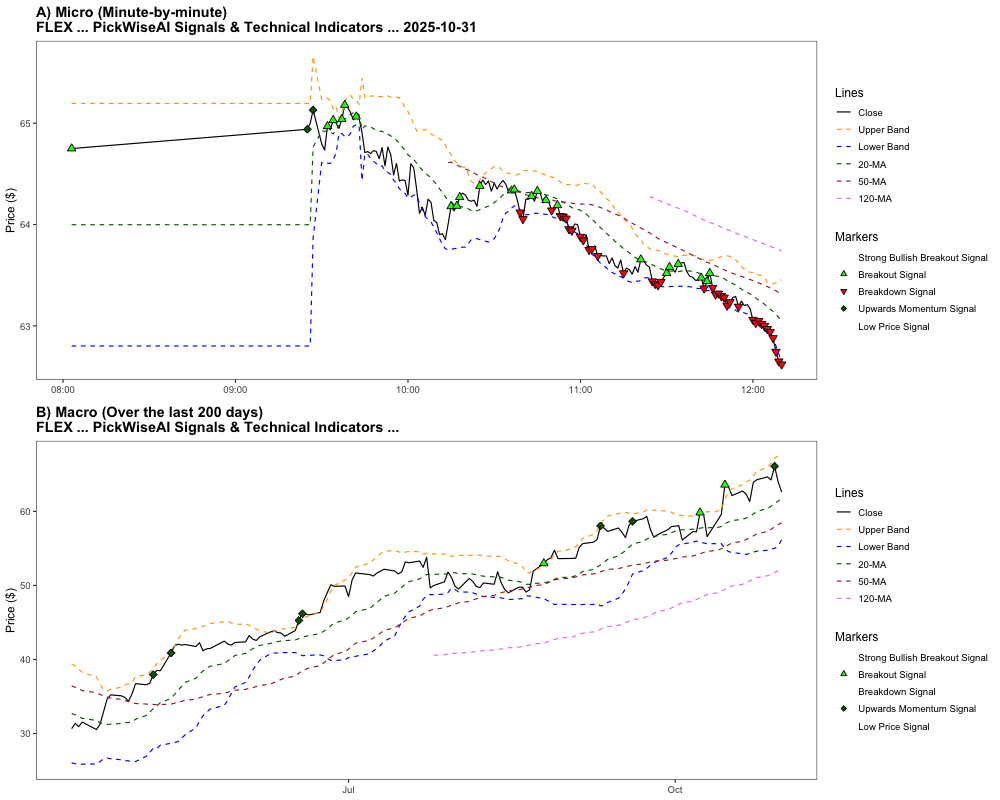 A) Micro (Minute-by-minute)
FLEX ... PickWiseAI Signals & Technical Indicators ... 2025-10-31
Price ($)
65
64
63
08:00
09:00
10:00
11:00
12:00
Lines
Close
Upper Band
Lower Band
20-MA
50-MA
120-MA
Markers
Strong Bullish Breakout Signal
Breakout Signal
Breakdown Signal
Upwards Momentum Signal
Low Price Signal
B) Macro (Over the last 200 days)
FLEX ... PickWiseAI Signals & Technical Indicators ...
Price ($)
60
50
40
30
Jul
Oct
Lines
Close
Upper Band
Lower Band
20-MA
50-MA
120-MA
Markers
Strong Bullish Breakout Signal
Breakout Signal
Breakdown Signal
Upwards Momentum Signal
Low Price Signal